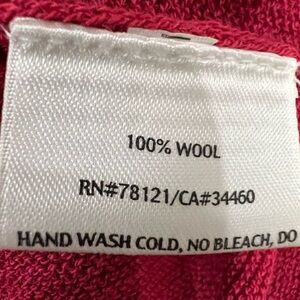 100% WOOL
RN#78121/CA#34460
HAND WASH COLD, NO BLEACH, DO